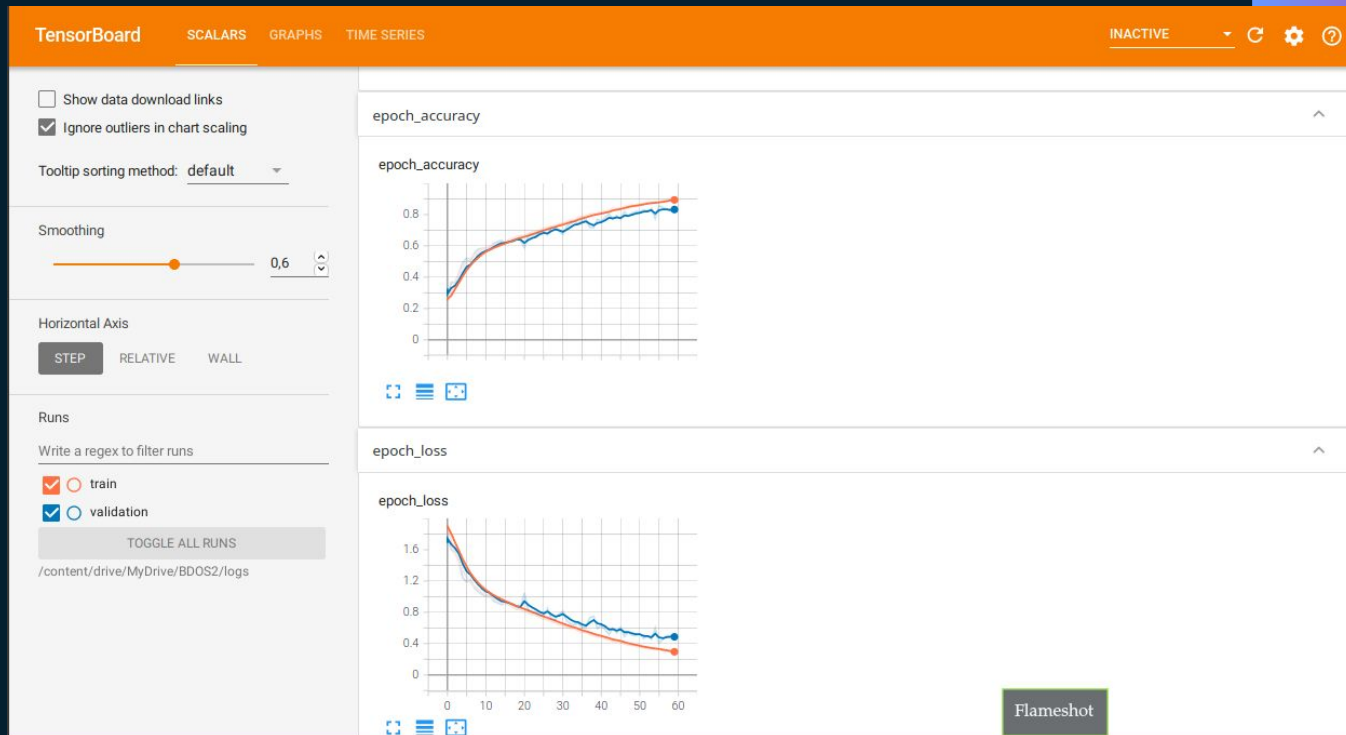 TensorBoard SCALARS GRAPHS TIME SERIES INACTIVE
Show data download links
Ignore outliers in chart scaling
Tooltip sorting method: default
Smoothing
0,6
Horizontal Axis
STEP RELATIVE WALL
Runs
Write a regex to filter runs
train
validation
TOGGLE ALL RUNS
/content/drive/MyDrive/BDOS2/logs
epoch_accuracy
epoch_accuracy
0.8
0.6
0.4
0.2
0
epoch_loss
epoch_loss
1.6
1.2
0.8
0.4
0
0 10 20 30 40 50 60
Flameshot